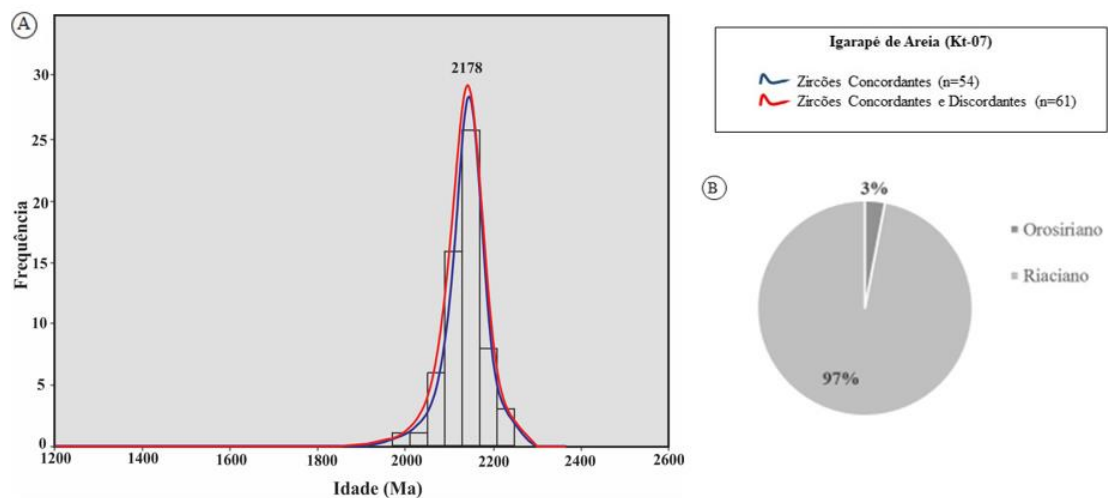 A
2178
30
25
20
15
10
5
0
Frequência
1200
1400
1600
1800
2000
2200
2400
2600
Idade (Ma)
Igarapé de Areia (Kt-07)
Zircões Concordantes (n=54)
Zircões Concordantes e Discordantes (n=61)
B
3%
97%
Orosiriano
Riaciano